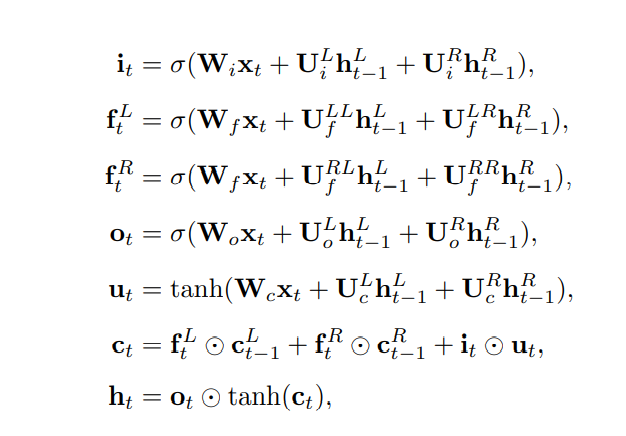 i_t = σ(W_i x_t + U_i^L h_{t−1}^L + U_i^R h_{t−1}^R),
f_t^L = σ(W_f x_t + U_f^{LL} h_{t−1}^L + U_f^{LR} h_{t−1}^R),
f_t^R = σ(W_f x_t + U_f^{RL} h_{t−1}^L + U_f^{RR} h_{t−1}^R),
o_t = σ(W_o x_t + U_o^L h_{t−1}^L + U_o^R h_{t−1}^R),
u_t = tanh(W_c x_t + U_c^L h_{t−1}^L + U_c^R h_{t−1}^R),
c_t = f_t^L ⊙ c_{t−1}^L + f_t^R ⊙ c_{t−1}^R + i_t ⊙ u_t,
h_t = o_t ⊙ tanh(c_t),